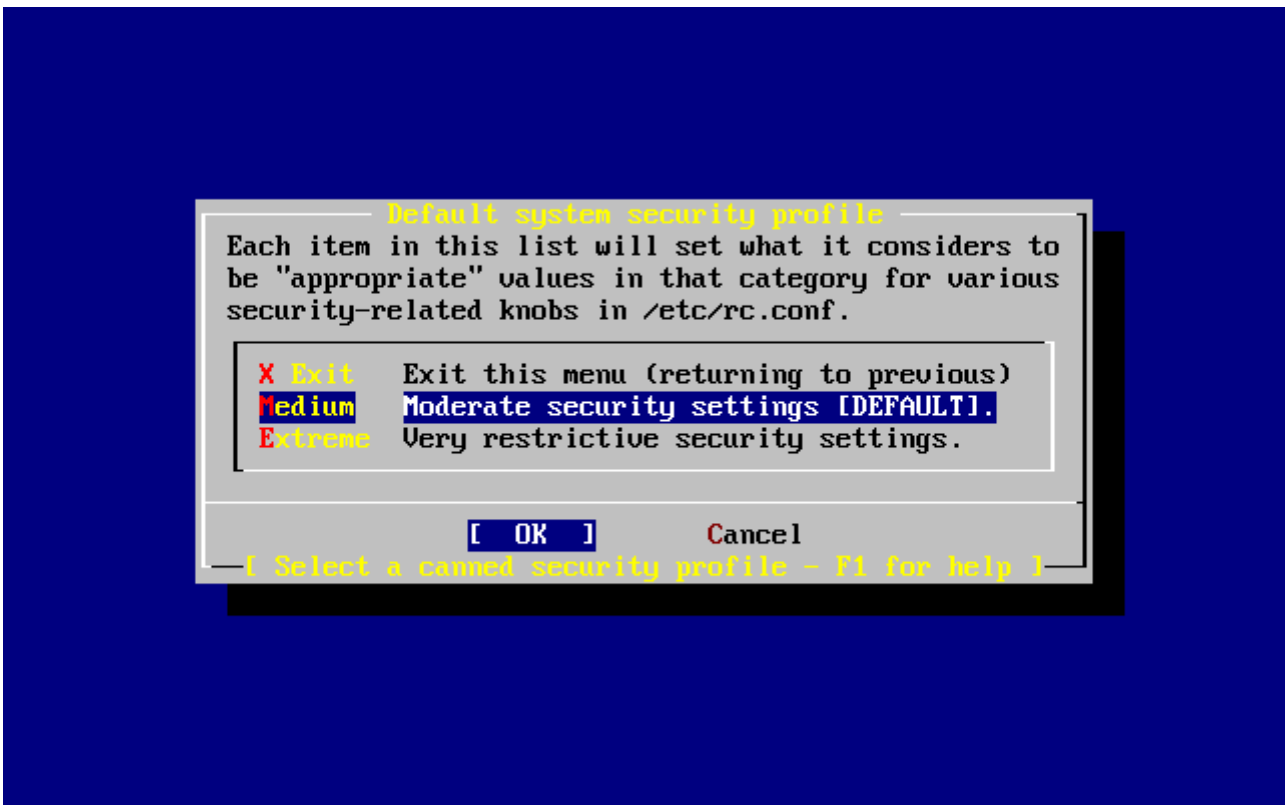 Default system security profile
Each item in this list will set what it considers to
be "appropriate" values in that category for various
security-related knobs in /etc/rc.conf.
X Exit Exit this menu (returning to previous)
Medium Moderate security settings [DEFAULT].
Extreme Very restrictive security settings.
[ OK ] Cancel
[ Select a canned security profile - F1 for help ]